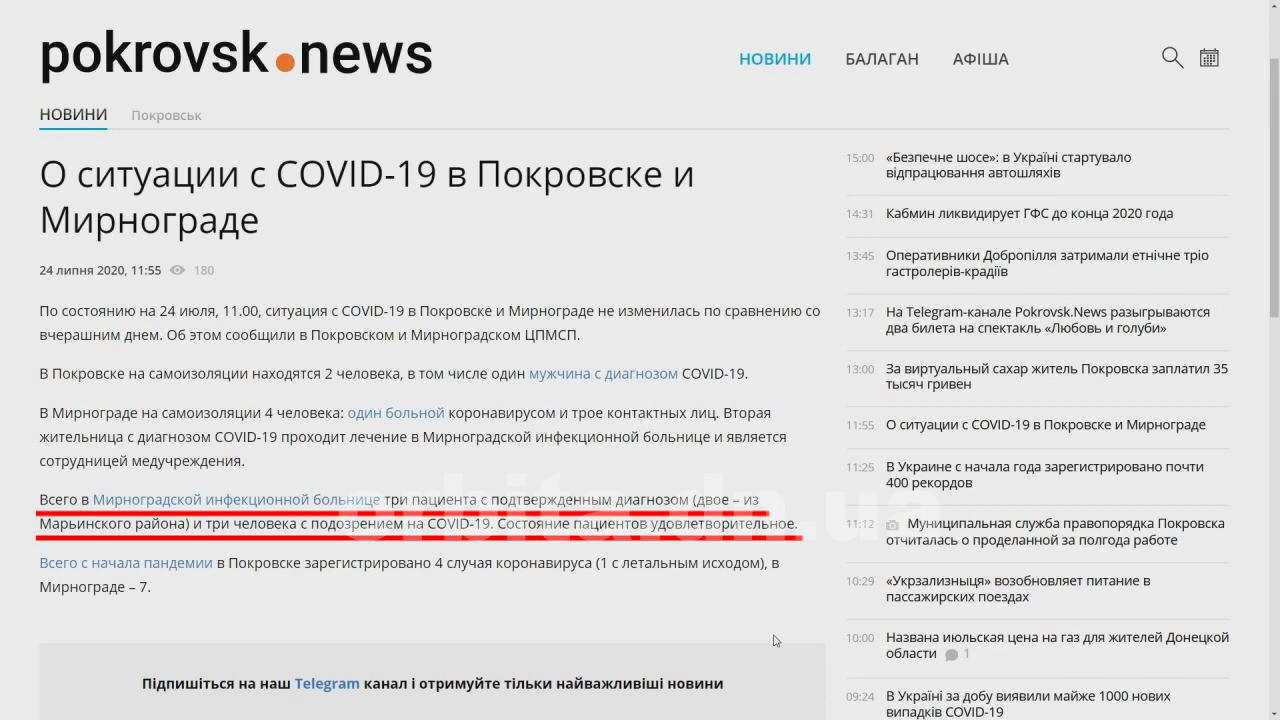 pokrovsk.news
НОВИНИ БАЛАГАН АФІША
НОВИНИ Покровськ
О ситуации с COVID-19 в Покровске и
Мирнограде
24 липня 2020, 11:55 180
По состоянию на 24 июля, 11.00, ситуация с COVID-19 в Покровске и Мирнограде не изменилась по сравнению со
вчерашним днем. Об этом сообщили в Покровском и Мирноградском ЦПМСП.
В Покровске на самоизоляции находятся 2 человека, в том числе один мужчина с диагнозом COVID-19.
В Мирнограде на самоизоляции 4 человека: один больной коронавирусом и трое контактных лиц. Вторая
жительница с диагнозом COVID-19 проходит лечение в Мирноградской инфекционной больнице и является
сотрудницей медучреждения.
Всего в Мирноградской инфекционной больнице три пациента с подтвержденным диагнозом (двое – из
Марьинского района) и три человека с подозрением на COVID-19. Состояние пациентов удовлетворительное.
Всего с начала пандемии в Покровске зарегистрировано 4 случая коронавируса (1 с летальным исходом), в
Мирнограде – 7.
Підпишіться на наш Telegram канал і отримуйте тільки найважливіші новини
15:00 «Безпечне шосе»: в Україні стартувало
відпрацювання автошляхів
14:31 Кабмин ликвидирует ГФС до конца 2020 года
13:45 Оперативники Добропілля затримали етнічне тріо
гастролерів-крадіїв
13:17 На Telegram-канале Pokrovsk.News разыгрываются
два билета на спектакль «Любовь и голуби»
13:00 За виртуальный сахар житель Покровска заплатил 35
тысяч гривен
11:55 О ситуации с COVID-19 в Покровске и Мирнограде
11:25 В Украине с начала года зарегистрировано почти
400 рекордов
11:12 Муниципальная служба правопорядка Покровска
отчиталась о проделанной за полгода работе
10:29 «Укрзализныця» возобновляет питание в
пассажирских поездах
10:00 Названа июльская цена на газ для жителей Донецкой
области 1
09:24 В Україні за добу виявили майже 1000 нових
випадків COVID-19
orbita.dn.ua